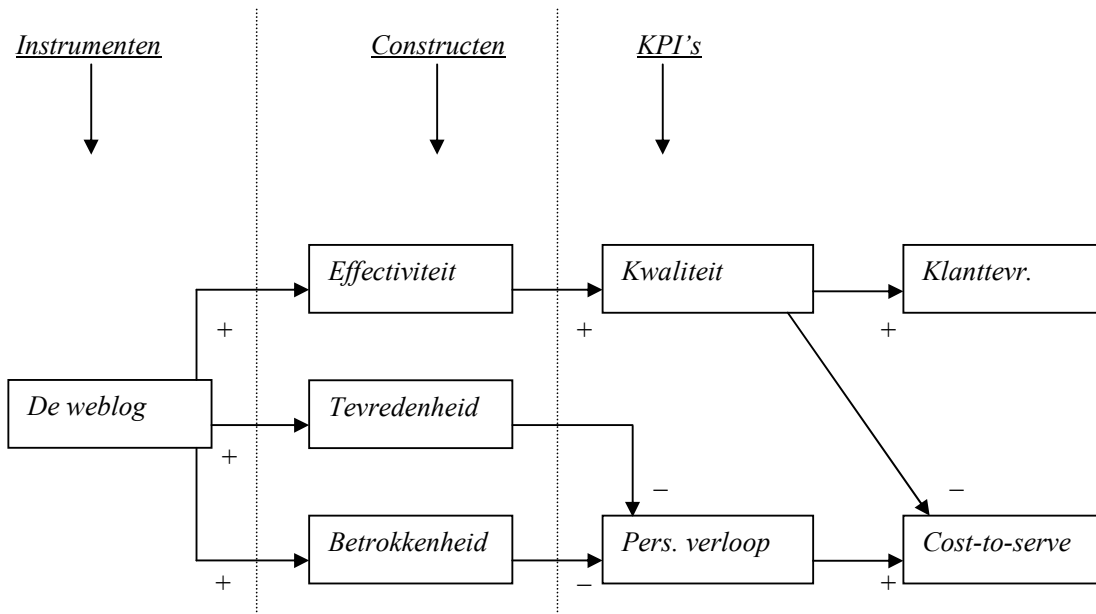 Instrumenten
Constructen
KPI's
Effectiviteit
Kwaliteit
Klanttevr.
+
+
+
De weblog
Tevredenheid
+
–
–
Betrokkenheid
Pers. verloop
Cost-to-serve
+
–
+